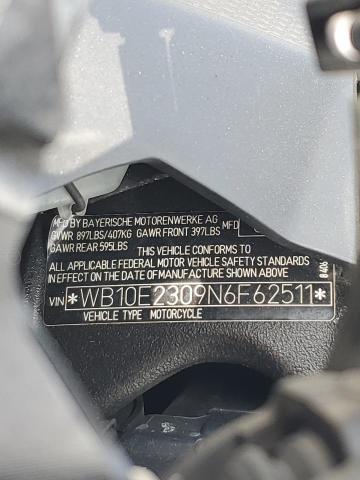 MFD BY BAYERISCHE MOTORENWERKE AG
GVWR 897LBS/407KG GAWR FRONT 397LBS MFD
GAWR REAR 595LBS
THIS VEHICLE CONFORMS TO
ALL APPLICABLE FEDERAL MOTOR VEHICLE SAFETY STANDARDS
IN EFFECT ON THE DATE OF MANUFACTURE SHOWN ABOVE
VIN *WB10E2309N6F62511*
VEHICLE TYPE MOTORCYCLE
8406